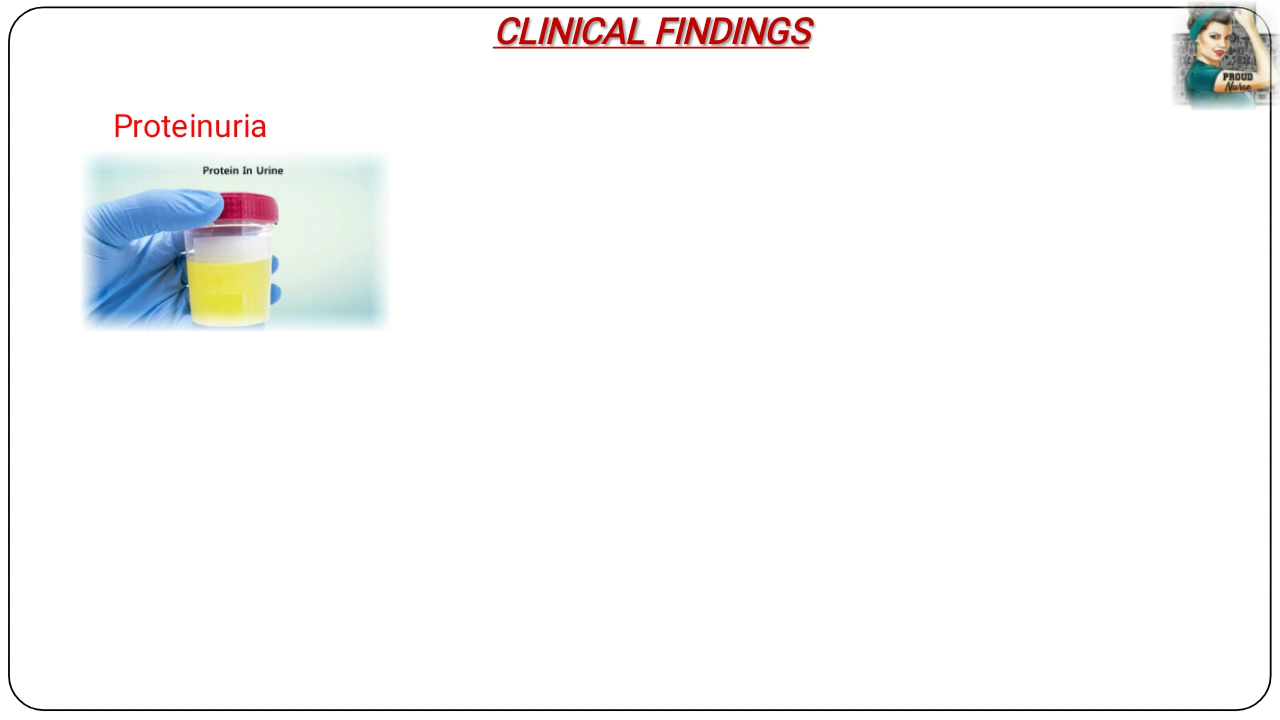 CLINICAL FINDINGS
PROUD
Nurse
Proteinuria
Protein In Urine